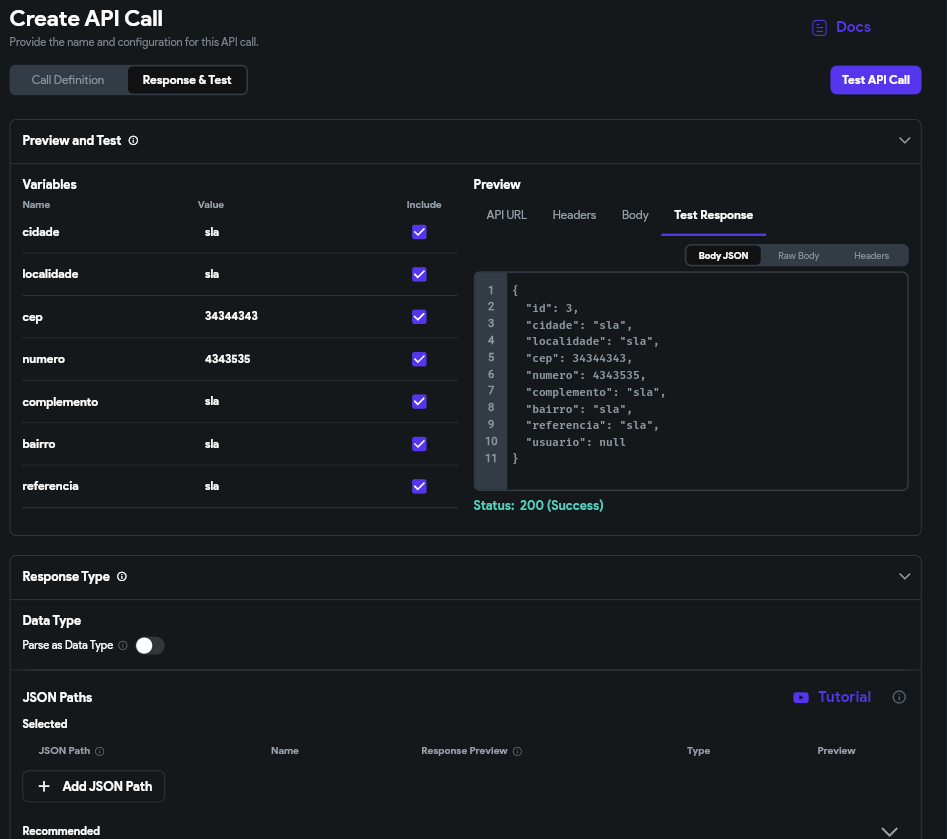 Create API Call
Docs
Provide the name and configuration for this API call.
Call Definition
Response & Test
Test API Call
Preview and Test
Variables
Name Value Include
cidade sla
localidade sla
cep 34344343
numero 4343535
complemento sla
bairro sla
referencia sla
Preview
API URL Headers Body Test Response
Body JSON Raw Body Headers
1 {
2 "id": 3,
3 "cidade": "sla",
4 "localidade": "sla",
5 "cep": 34344343,
6 "numero": 4343535,
7 "complemento": "sla",
8 "bairro": "sla",
9 "referencia": "sla",
10 "usuario": null
11 }
Status: 200 (Success)
Response Type
Data Type
Parse as Data Type
JSON Paths
Tutorial
Selected
JSON Path Name Response Preview Type Preview
+ Add JSON Path
Recommended